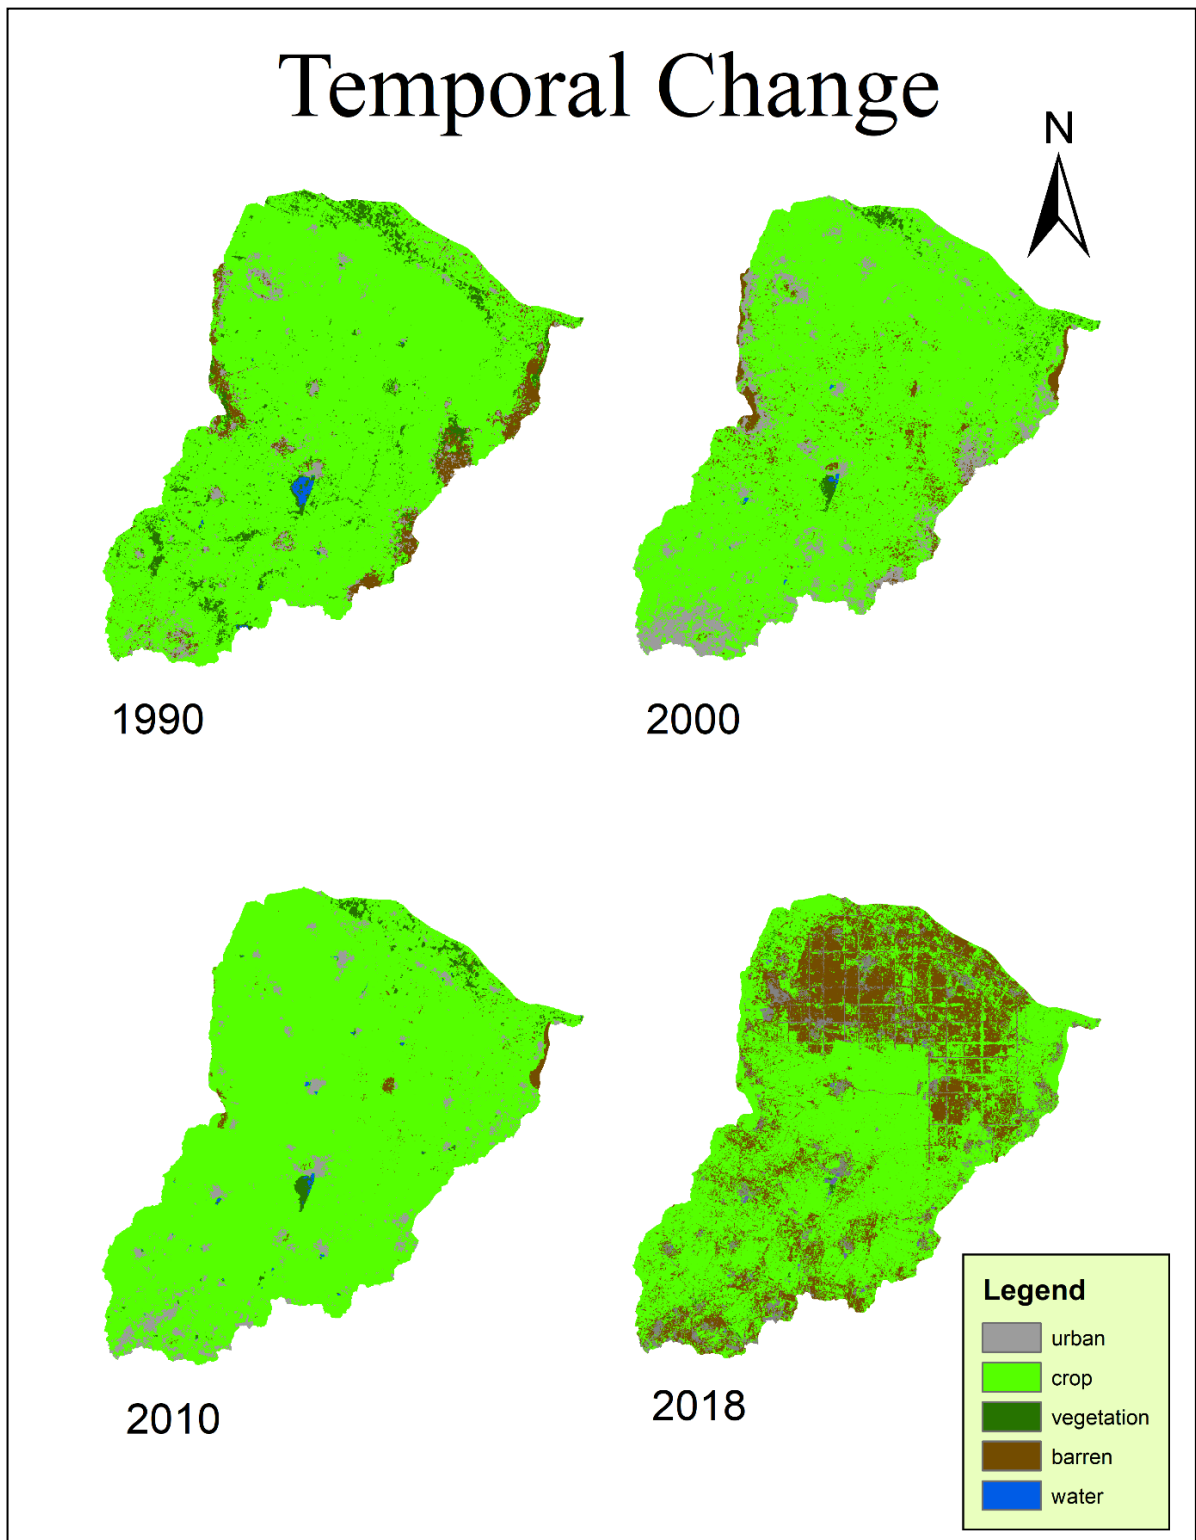 Temporal Change
N
1990
2000
2010
2018
Legend
urban
crop
vegetation
barren
water